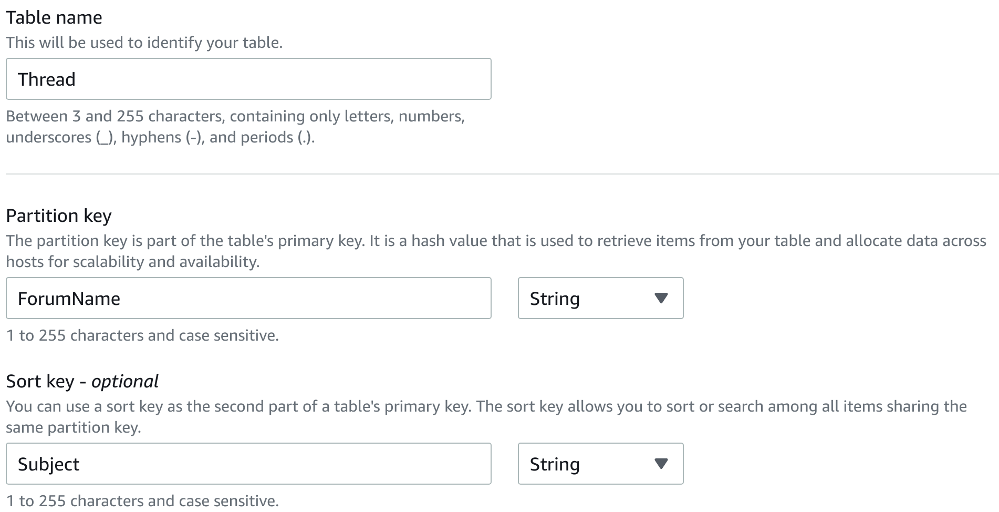 Table name
This will be used to identify your table.
Thread
Between 3 and 255 characters, containing only letters, numbers,
underscores (_), hyphens (-), and periods (.).
Partition key
The partition key is part of the table's primary key. It is a hash value that is used to retrieve items from your table and allocate data across
hosts for scalability and availability.
ForumName String
1 to 255 characters and case sensitive.
Sort key - optional
You can use a sort key as the second part of a table's primary key. The sort key allows you to sort or search among all items sharing the
same partition key.
Subject String
1 to 255 characters and case sensitive.